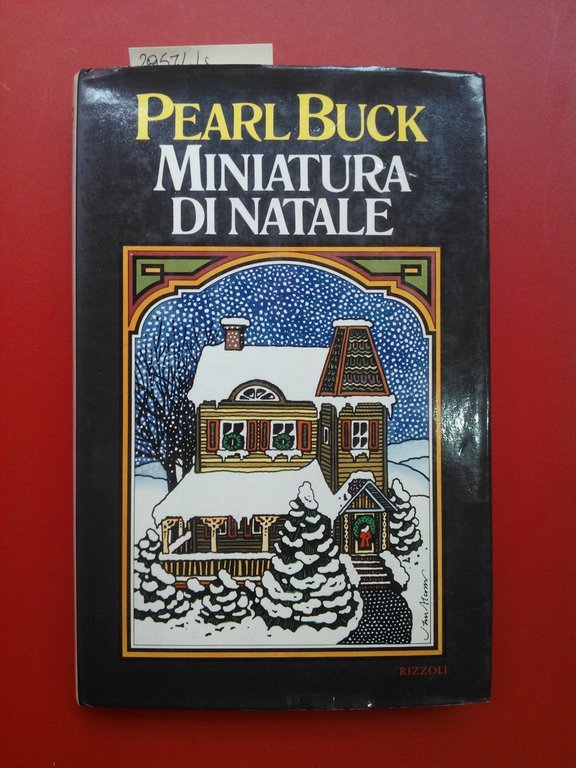 PEARL BUCK
MINIATURA
DI NATALE
RIZZOLI